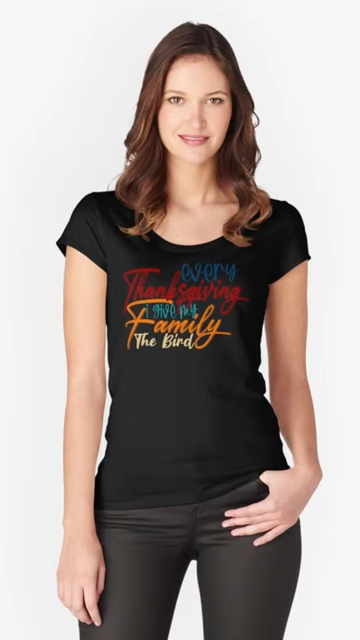 every
Thanksgiving
i give my
Family
The Bird